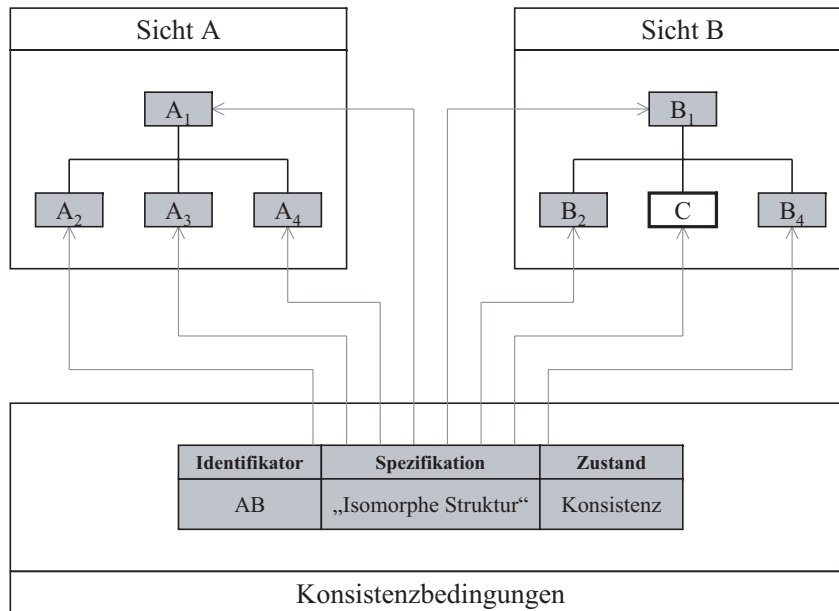 Sicht A
Sicht B
A₁
B₁
A₂ A₃ A₄
B₂ C B₄
Identifikator Spezifikation Zustand
AB „Isomorphe Struktur“ Konsistenz
Konsistenzbedingungen